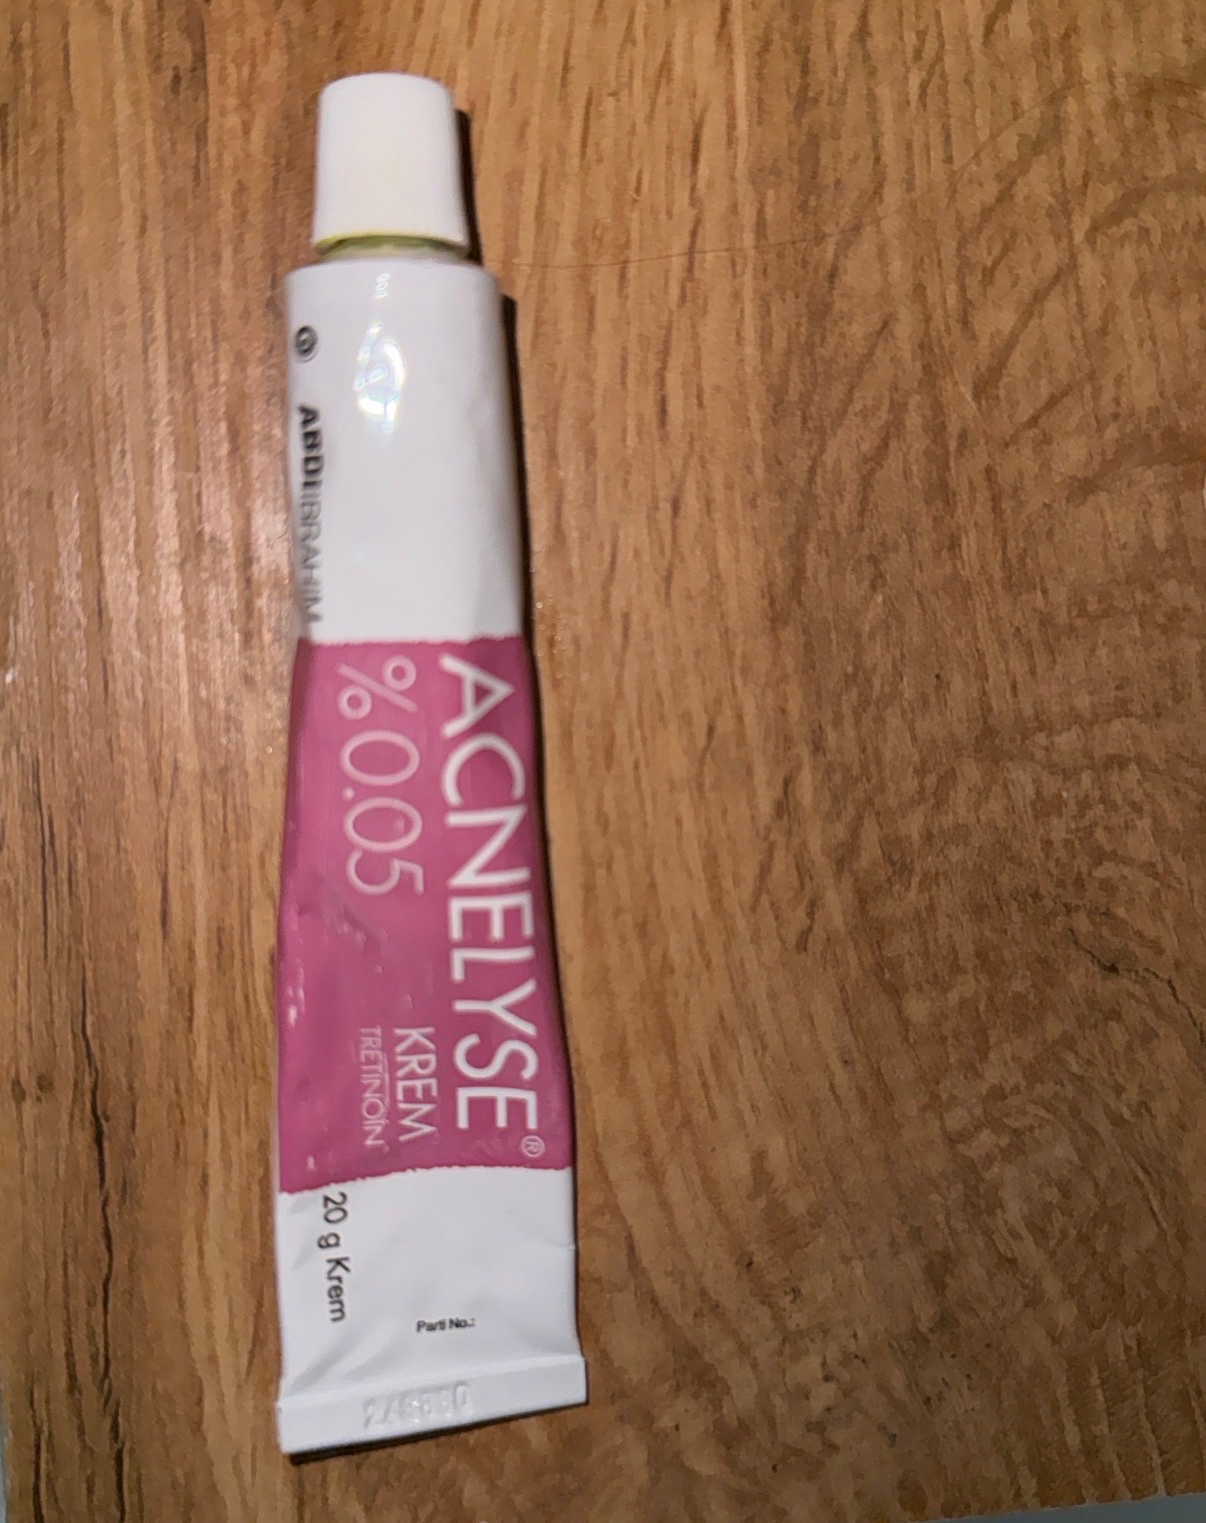 ABDİ İBRAHİM
ACNELYSE®
%0.05
KREM
TRETİNOİN
20 g Krem
Parti No.: